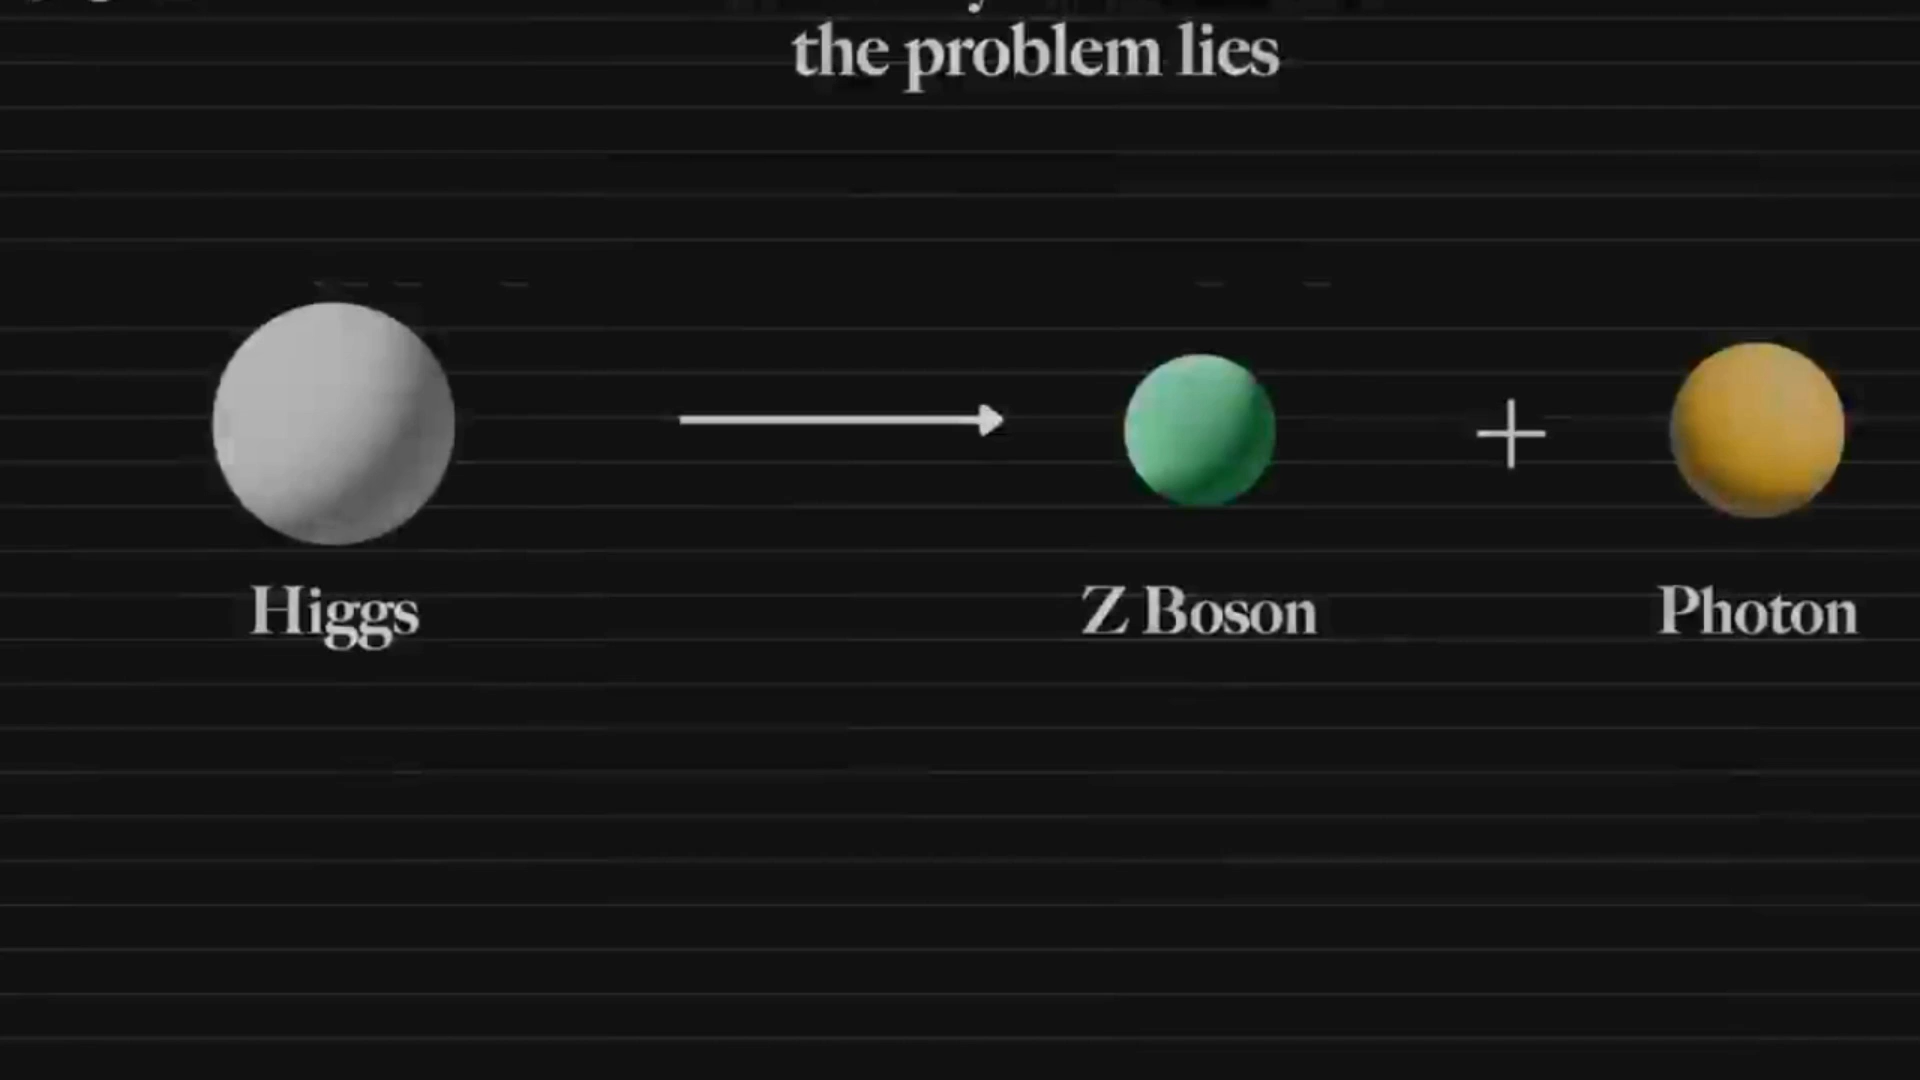 the problem lies
Higgs
Z Boson
+
Photon